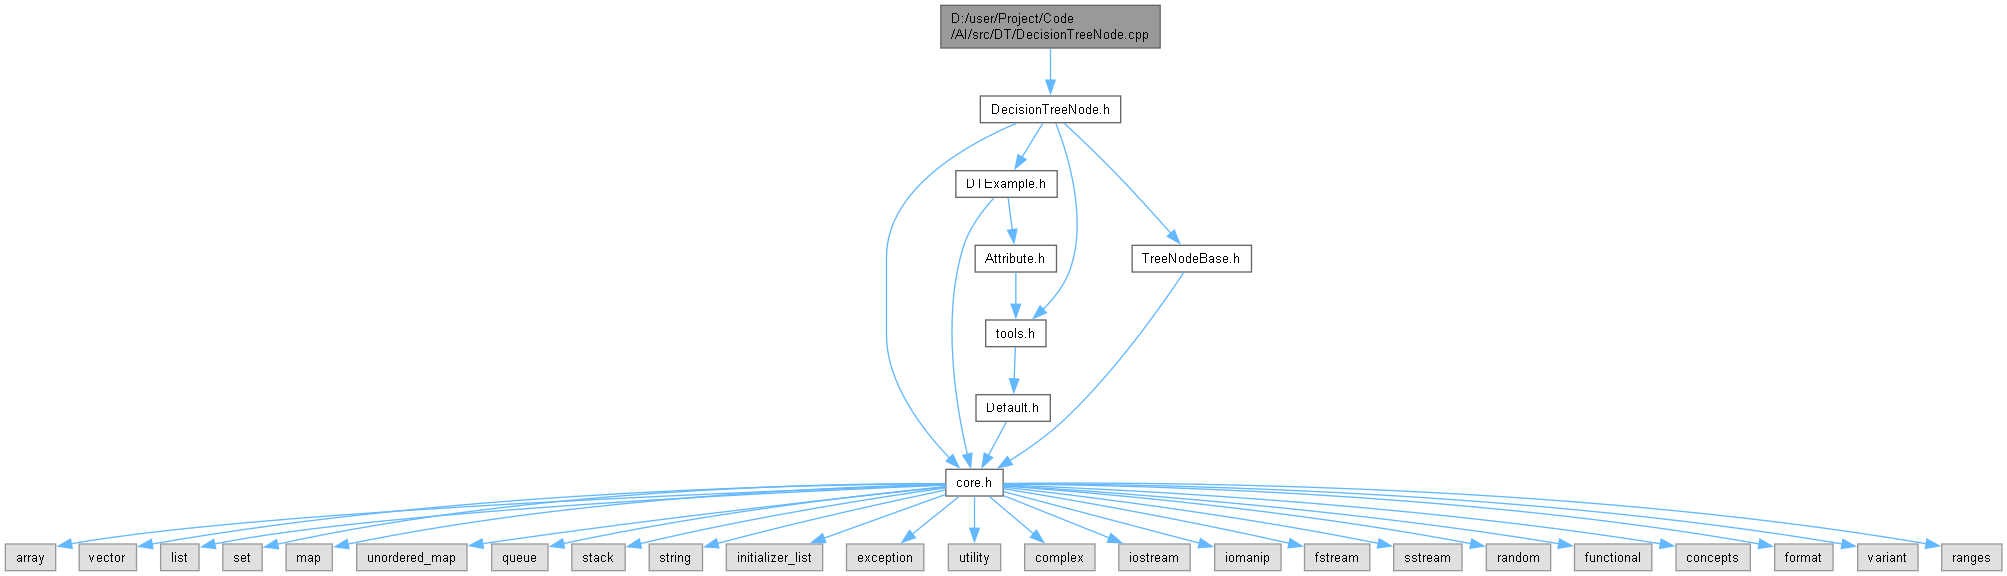 D:/user/Project/Code
/AI/src/DT/DecisionTreeNode.cpp
DecisionTreeNode.h
DTExample.h
Attribute.h
TreeNodeBase.h
tools.h
Default.h
core.h
array
vector
list
set
map
unordered_map
queue
stack
string
initializer_list
exception
utility
complex
iostream
iomanip
fstream
sstream
random
functional
concepts
format
variant
ranges